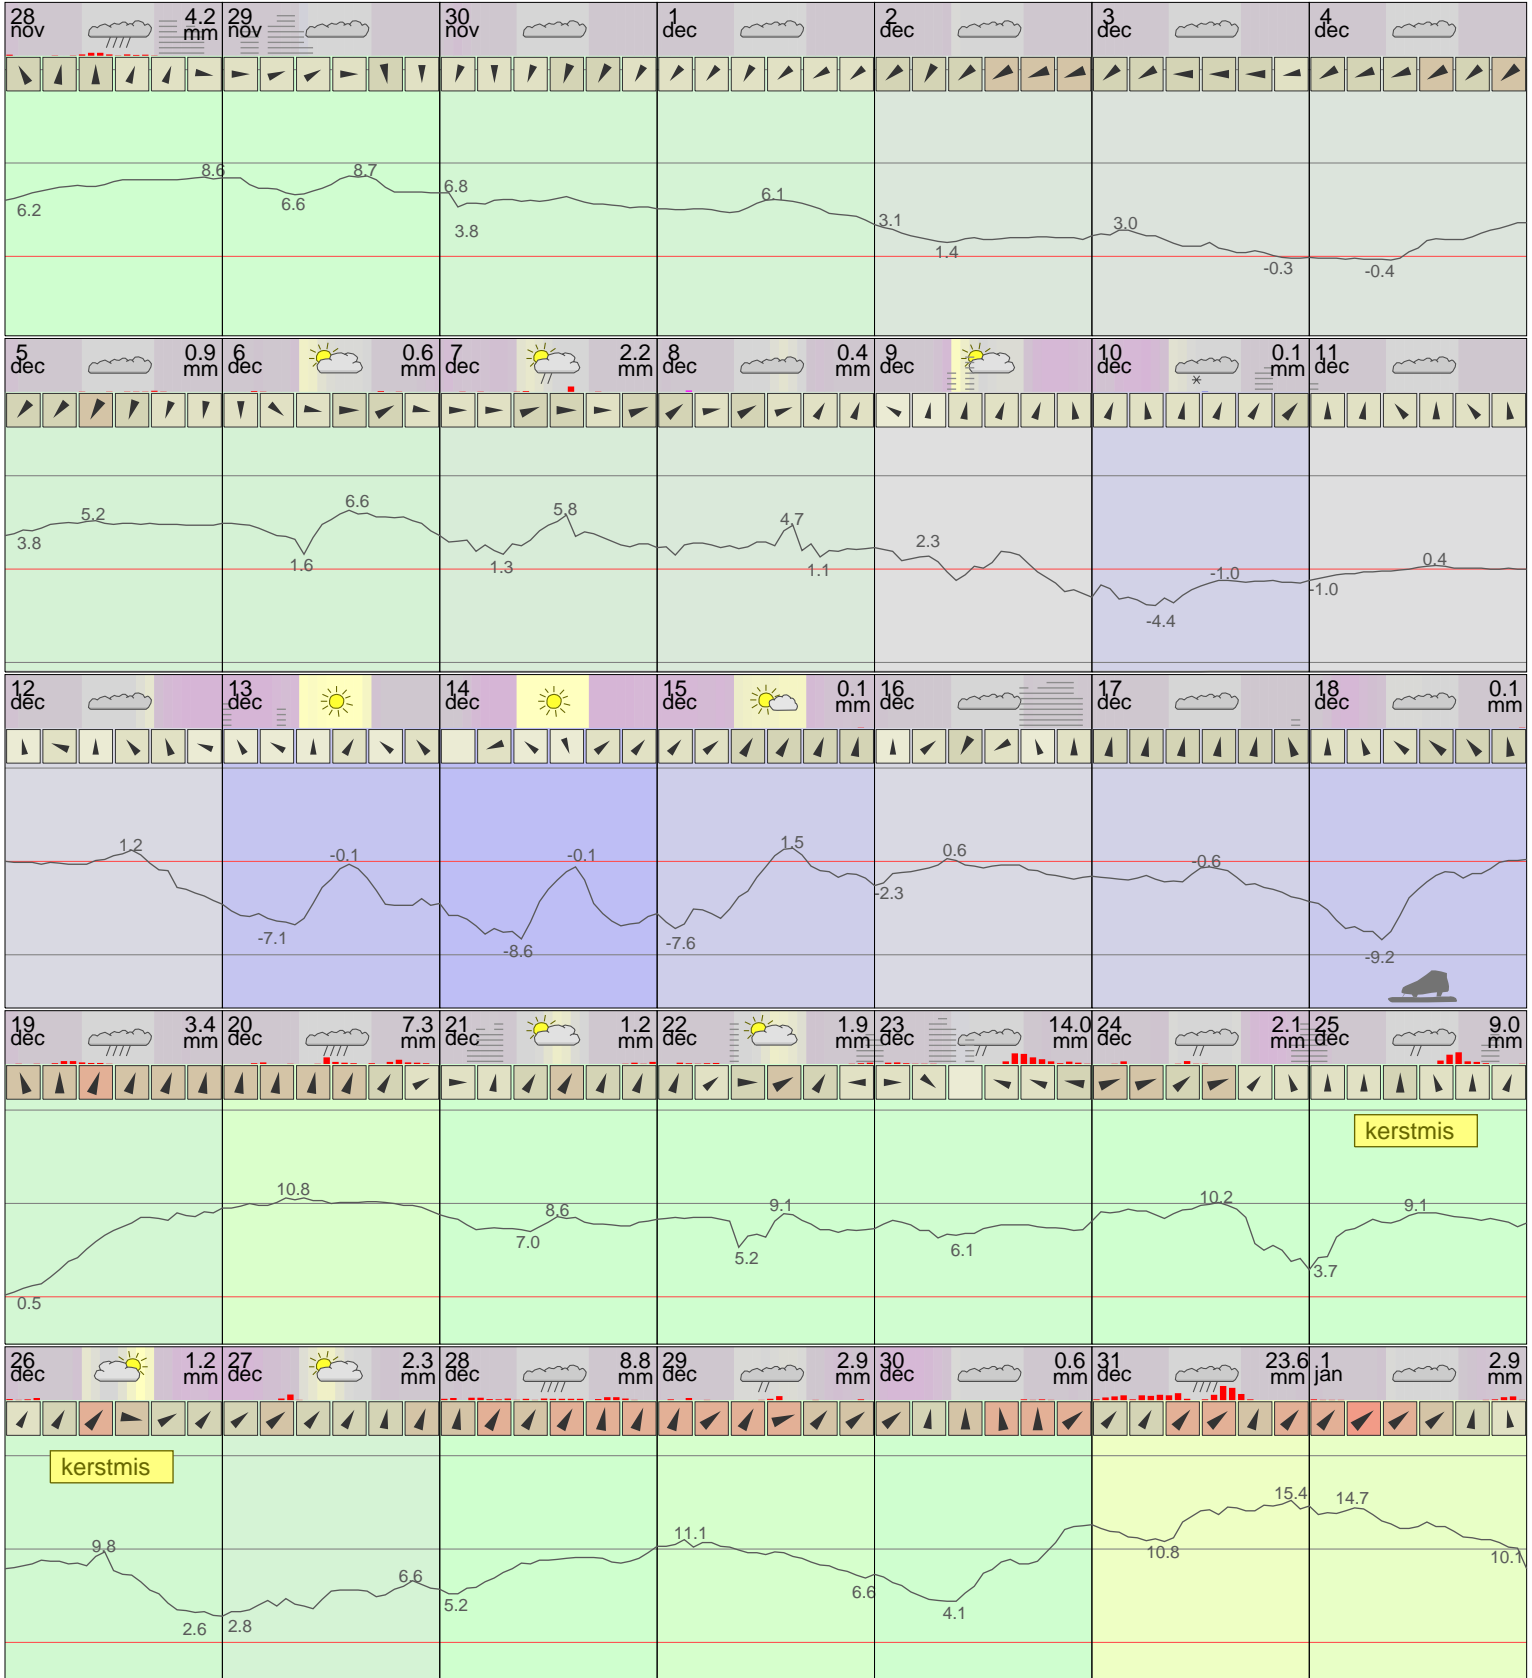 28 nov 4.2 mm
29 nov
30
1 dec
2 dec
3 dec
4 dec
6.2 8.6 6.6 8.7 6.8 3.8 6.1 3.1 1.4 3.0 -0.3 -0.4
5 dec 0.9 mm
6 dec 0.6 mm
7 dec 2.2 mm
8 dec 0.4 mm
9 dec
10 dec 0.1 mm
11 dec
3.8 5.2 1.6 6.6 1.3 5.8 4.7 1.1 2.3 -4.4 -1.0 -1.0 0.4
12 dec
13 dec
14 dec
15 dec 0.1 mm
16 dec
17 dec
18 dec 0.1 mm
1.2 -7.1 -0.1 -8.6 -0.1 -7.6 1.5 -2.3 0.6 -0.6 -9.2
19 dec 3.4 mm
20 dec 7.3 mm
21 dec 1.2 mm
22 dec 1.9 mm
23 dec 14.0 mm
24 dec 2.1 mm
25 dec 9.0 mm
kerstmis
0.5 10.8 7.0 8.6 5.2 9.1 6.1 10.2 3.7 9.1
26 dec 1.2 mm
27 dec 2.3 mm
28 dec 8.8 mm
29 dec 2.9 mm
30 dec 0.6 mm
31 dec 23.6 mm
1 jan 2.9 mm
kerstmis
9.8 2.6 2.8 6.6 5.2 11.1 6.6 4.1 10.8 15.4 14.7 10.1